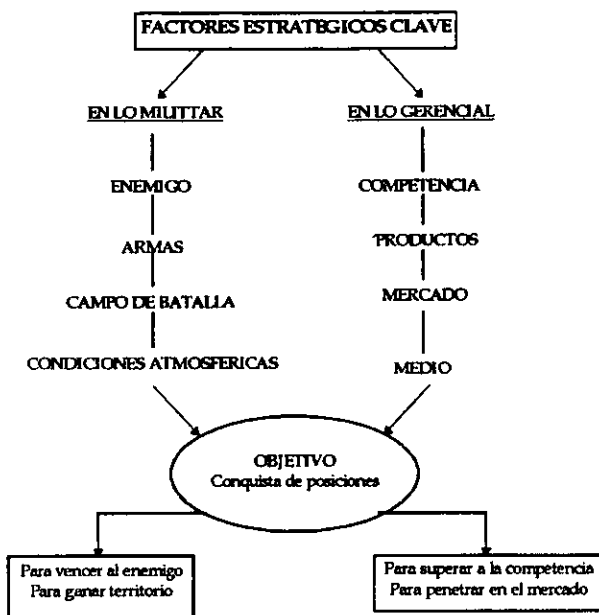 FACTORES ESTRATEGICOS CLAVE
EN LO MILITTAR
EN LO GERENCIAL
ENEMIGO
COMPETENCIA
ARMAS
PRODUCTOS
CAMPO DE BATALLA
MERCADO
CONDICIONES ATMOSFERICAS
MEDIO
OBJETIVO
Conquista de posiciones
Para vencer al enemigo
Para ganar territorio
Para superar a la competencia
Para penetrar en el mercado